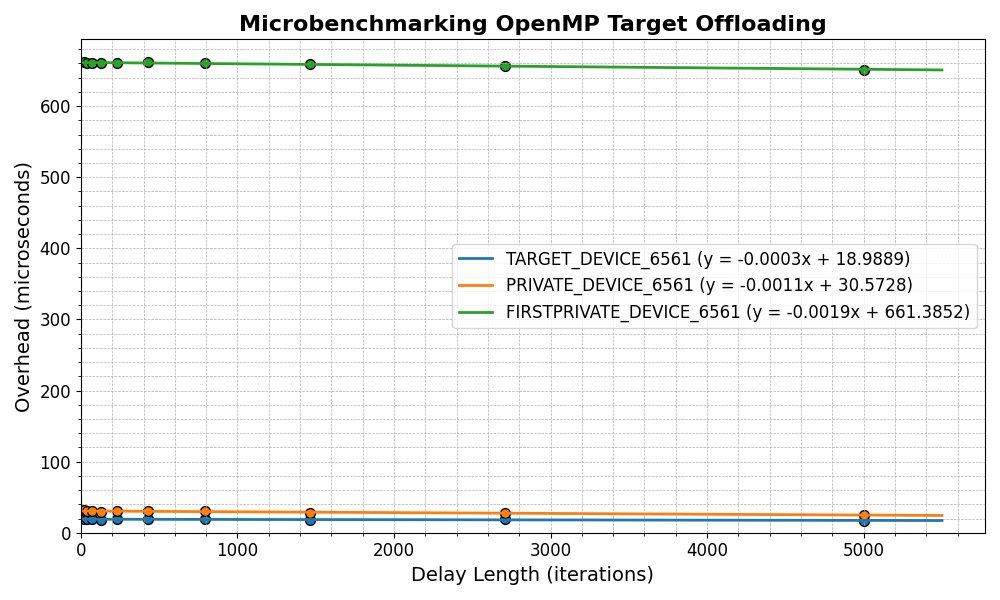 Microbenchmarking OpenMP Target Offloading
Overhead (microseconds)
600
500
400
300
200
100
0
TARGET_DEVICE_6561 (y = -0.0003x + 18.9889)
PRIVATE_DEVICE_6561 (y = -0.0011x + 30.5728)
FIRSTPRIVATE_DEVICE_6561 (y = -0.0019x + 661.3852)
0 1000 2000 3000 4000 5000
Delay Length (iterations)